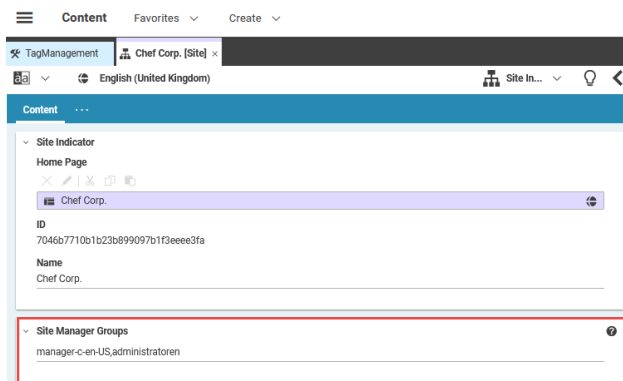 Content Favorites Create
TagManagement Chef Corp. [Site] ×
àa English (United Kingdom) Site In...
Content ...
Site Indicator
Home Page
Chef Corp.
ID
7046b7710b1b23b899097b1f3eeee3fa
Name
Chef Corp.
Site Manager Groups
manager-c-en-US,administratoren